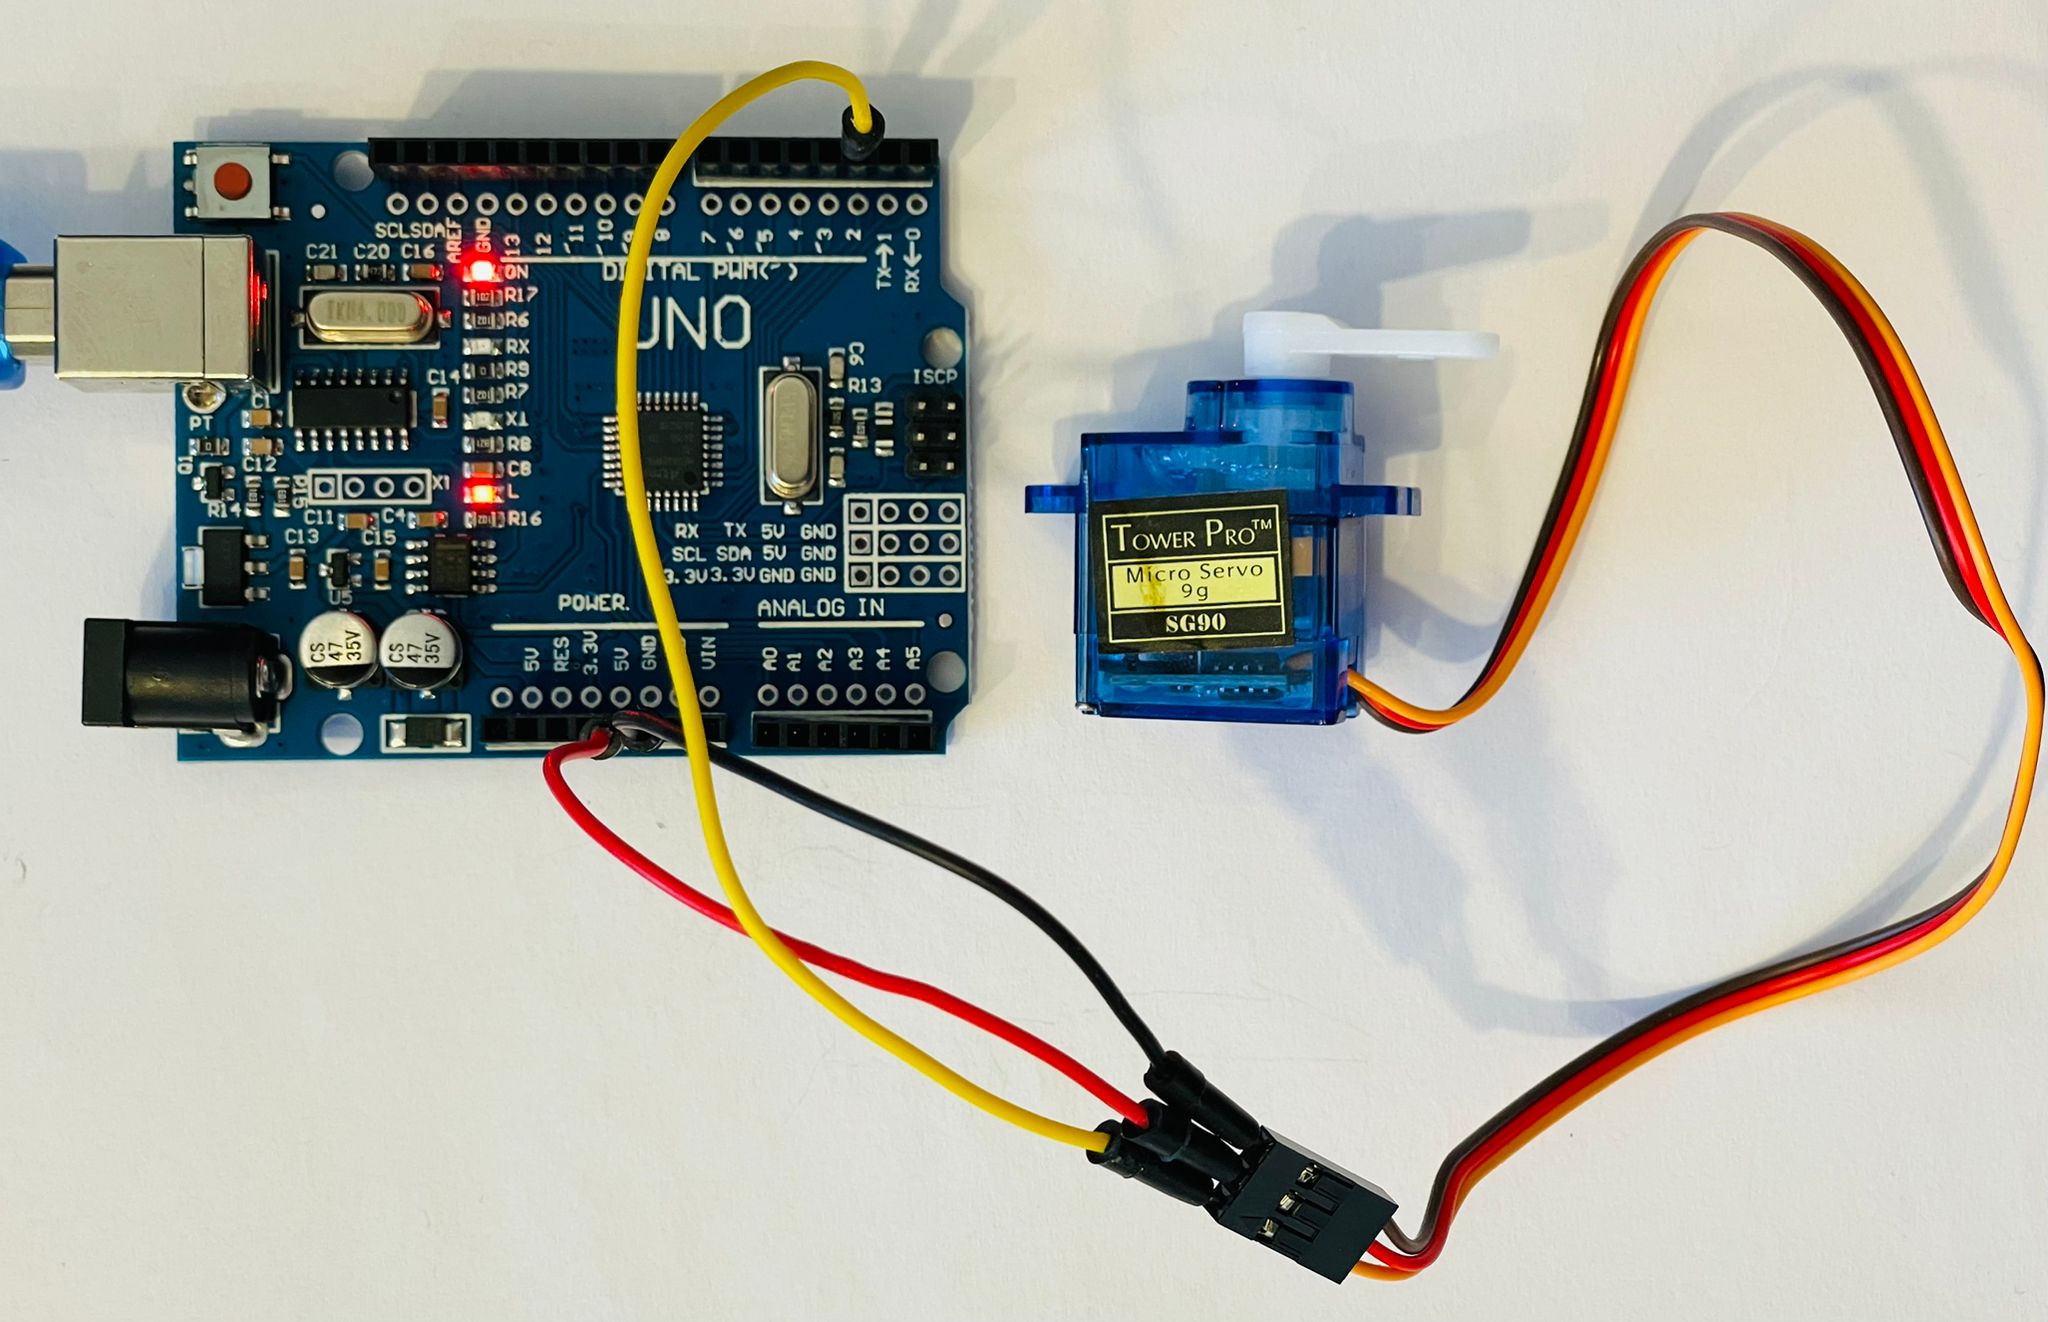 SCL SDA AREF GND 13 12 ~11 ~10 ~9 8 7 ~6 ~5 4 ~3 2 TX→1 RX←0
DIGITAL PWM(~)
C21 C20 C16
ON
R17
R6
RX
R9
R7
X1
R8
C8
L
R16
UNO
C14
C1
PT
Q1
C12
R14
P15
X1
C11 C4
C13 C15
U5
C6
R13
ISCP
RX TX 5V GND
SCL SDA 5V GND
3.3V 3.3V GND GND
POWER.
ANALOG IN
5V RES 3.3V 5V GND VIN A0 A1 A2 A3 A4 A5
CS
47
35V
CS
47
35V
TOWER PRO™
Micro Servo
9g
SG90